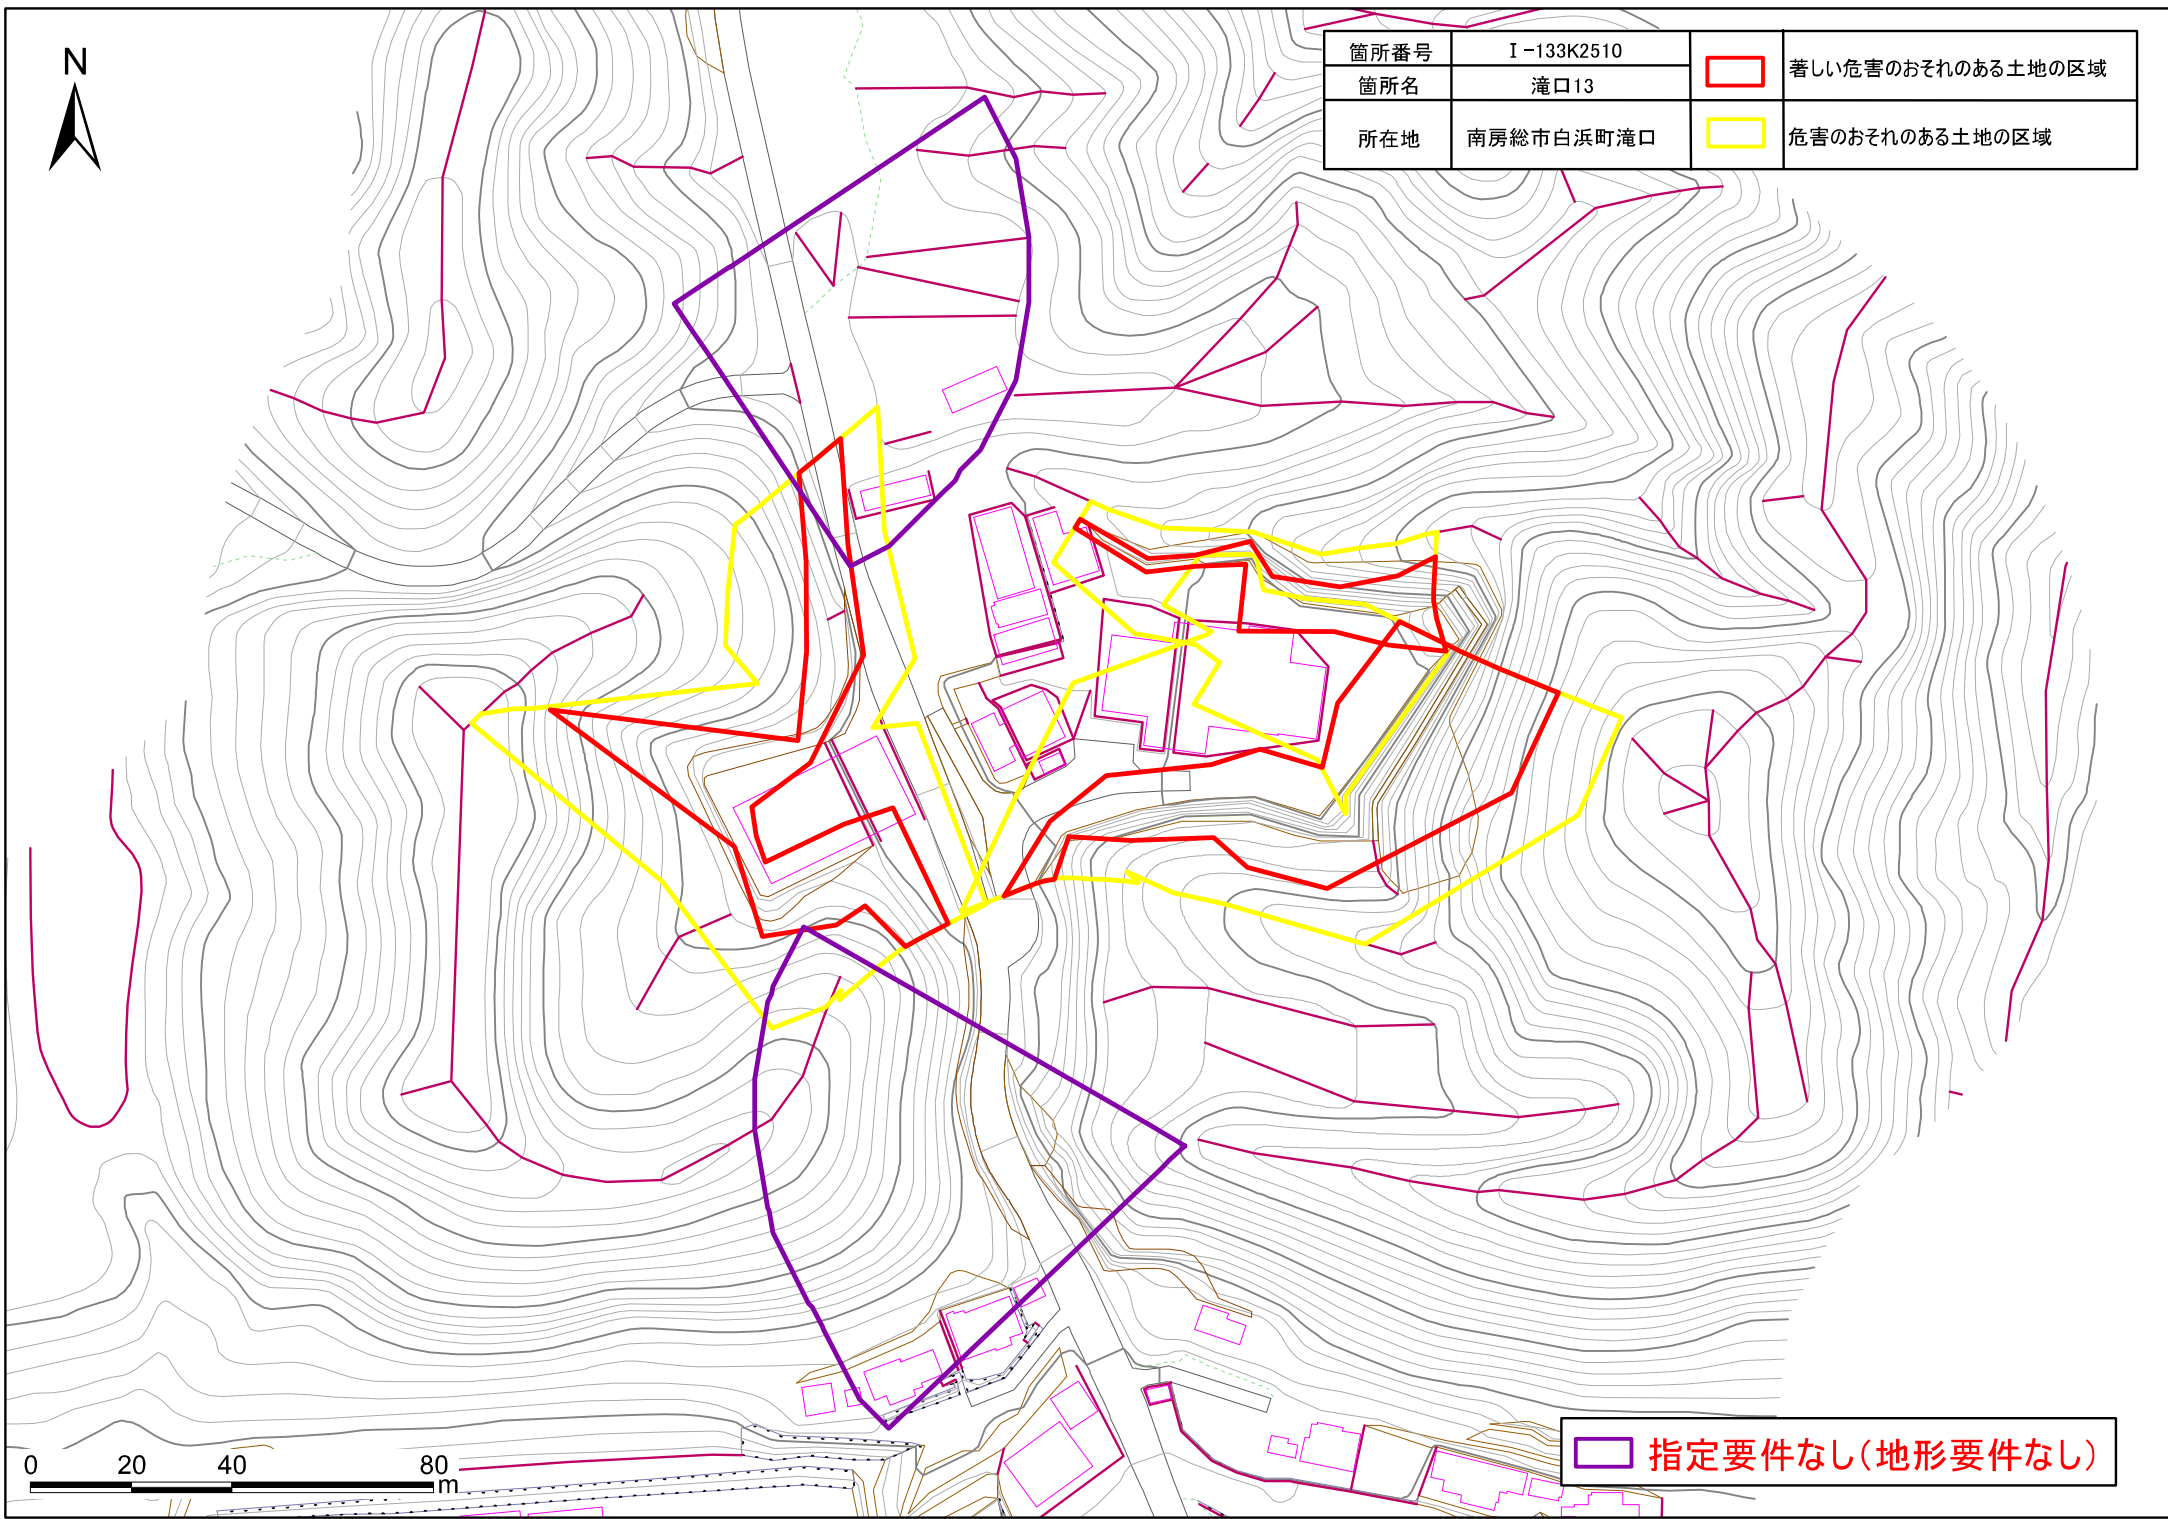 N
箇所番号 Ⅰ-133K2510 著しい危害のおそれのある土地の区域
箇所名 滝口13
所在地 南房総市白浜町滝口 危害のおそれのある土地の区域
指定要件なし(地形要件なし)
0 20 40 80
m